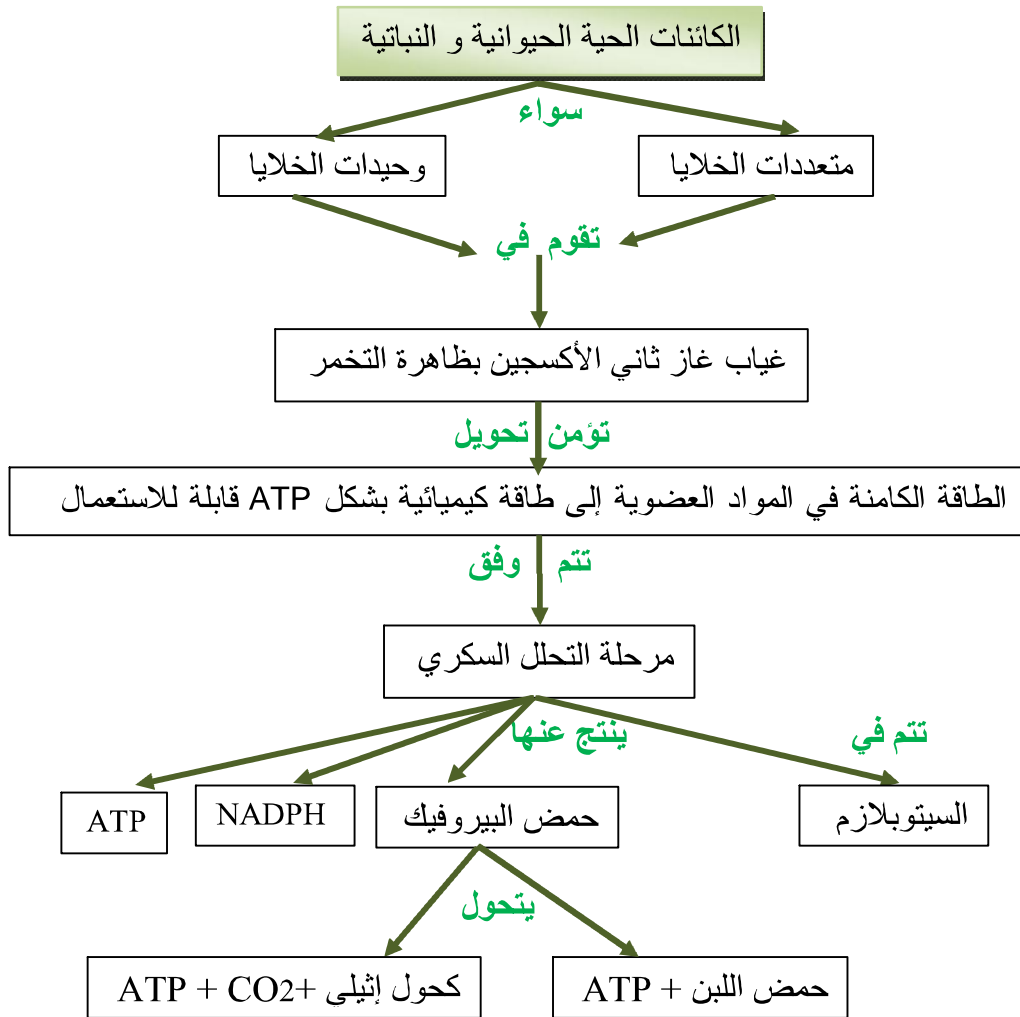 الكائنات الحية الحيوانية و النباتية
سواء
متعددات الخلايا
وحيدات الخلايا
تقوم في
غياب غاز ثاني الأكسجين بظاهرة التخمر
تؤمن تحويل
الطاقة الكامنة في المواد العضوية إلى طاقة كيميائية بشكل ATP قابلة للاستعمال
تتم وفق
مرحلة التحلل السكري
تتم في
ينتج عنها
السيتوبلازم
حمض البيروفيك
NADPH
ATP
يتحول
حمض اللبن + ATP
كحول إثيلي +ATP + CO2